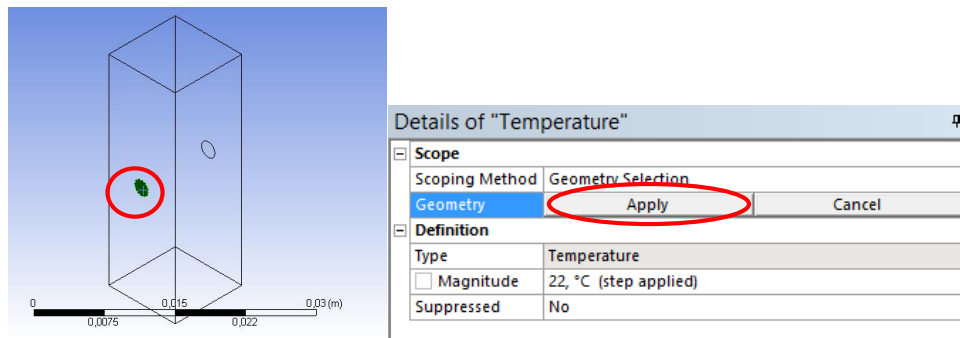 0 0,015 0,03 (m)
0,0075 0,022
Details of "Temperature"
Scope
Scoping Method Geometry Selection
Geometry Apply Cancel
Definition
Type Temperature
Magnitude 22, °C (step applied)
Suppressed No